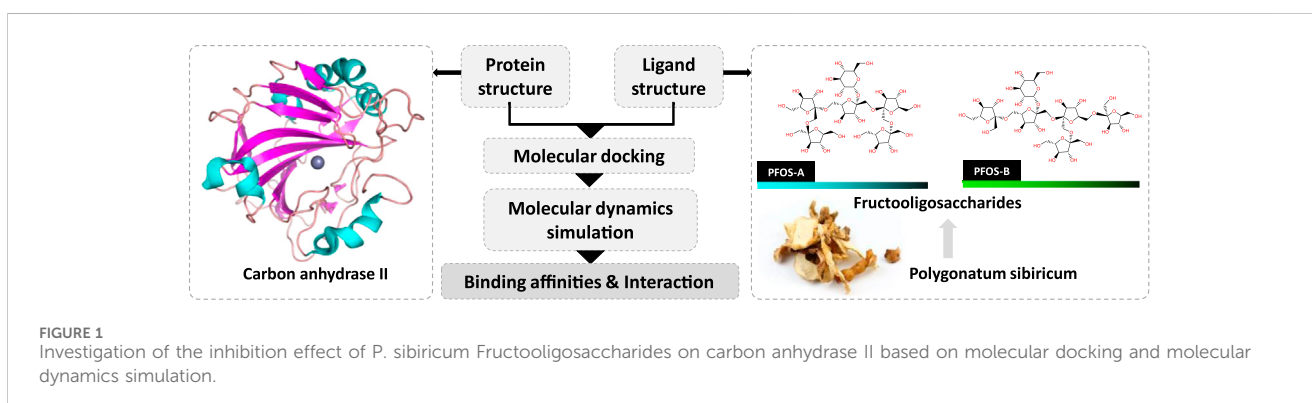 Protein
structure
Ligand
structure
Molecular docking
Molecular dynamics
simulation
Binding affinities & Interaction
Carbon anhydrase II
PFOS-A
PFOS-B
Fructooligosaccharides
Polygonatum sibiricum
FIGURE 1
Investigation of the inhibition effect of P. sibiricum Fructooligosaccharides on carbon anhydrase II based on molecular docking and molecular
dynamics simulation.